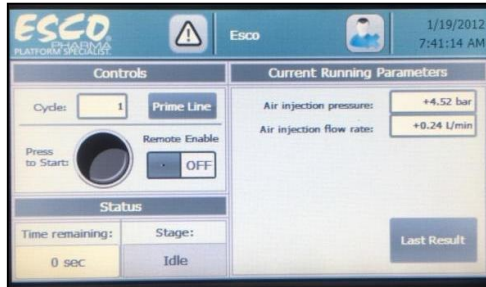 ESCO
PHARMA
PLATFORM SPECIALIST.
Esco
1/19/2012
7:41:14 AM
Controls
Cycle: 1
Prime Line
Press
to Start:
Remote Enable
OFF
Status
Time remaining: Stage:
0 sec Idle
Current Running Parameters
Air injection pressure: +4.52 bar
Air injection flow rate: +0.24 L/min
Last Result